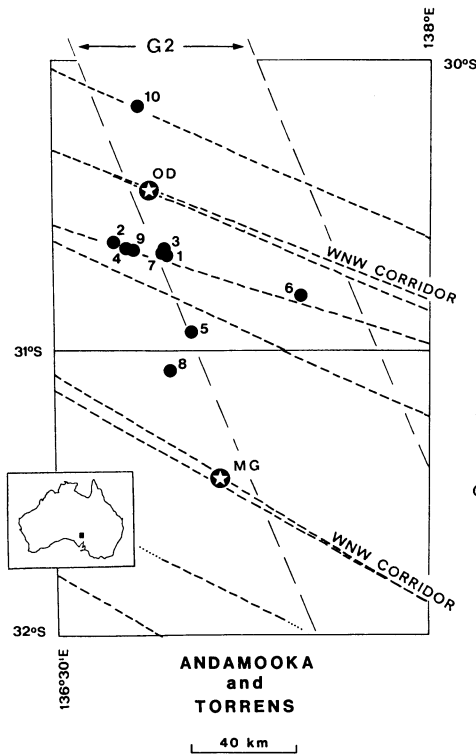 138°E
G2
30°S
10
OD
2
9
3
4
7
1
WNW CORRIDOR
6
5
31°S
8
MG
WNW CORRIDOR
32°S
136°30'E
ANDAMOOKA
and
TORRENS
40 km